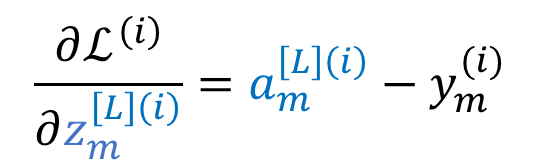 ∂ℒ^{(i)} / ∂z_m^{[L](i)} = a_m^{[L](i)} − y_m^{(i)}